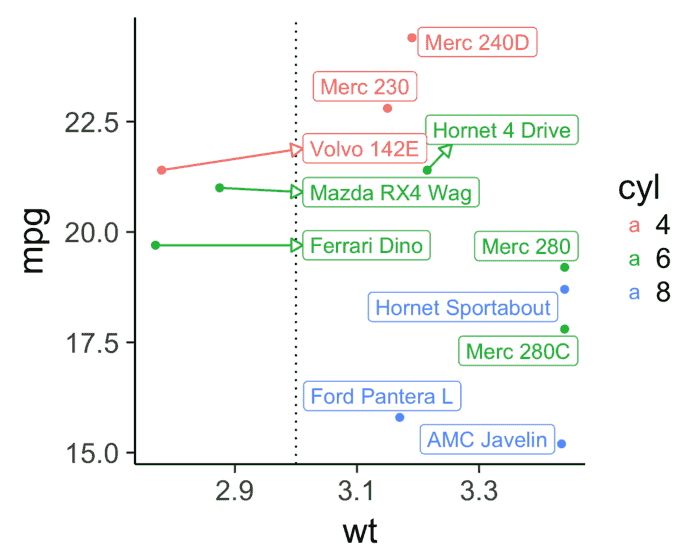 Merc 240D
Merc 230
22.5
Hornet 4 Drive
Volvo 142E
Mazda RX4 Wag
20.0
Ferrari Dino
Merc 280
Hornet Sportabout
17.5
Merc 280C
Ford Pantera L
AMC Javelin
15.0
2.9 3.1 3.3
wt
mpg
cyl
a 4
a 6
a 8